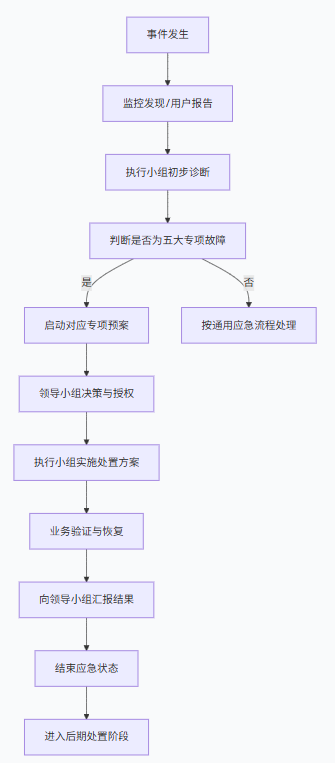 事件发生
监控发现/用户报告
执行小组初步诊断
判断是否为五大专项故障
是
否
启动对应专项预案
按通用应急流程处理
领导小组决策与授权
执行小组实施处置方案
业务验证与恢复
向领导小组汇报结果
结束应急状态
进入后期处置阶段